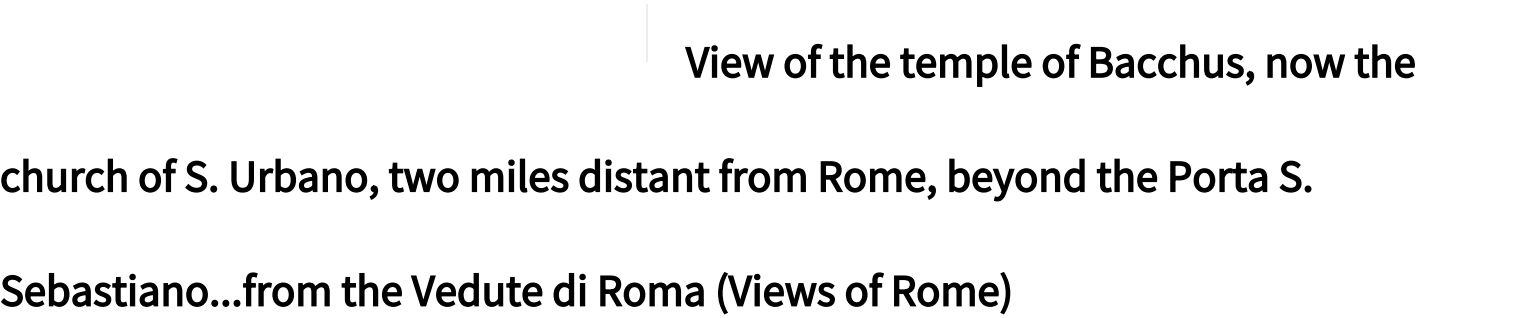 View of the temple of Bacchus, now the
church of S. Urbano, two miles distant from Rome, beyond the Porta S.
Sebastiano...from the Vedute di Roma (Views of Rome)